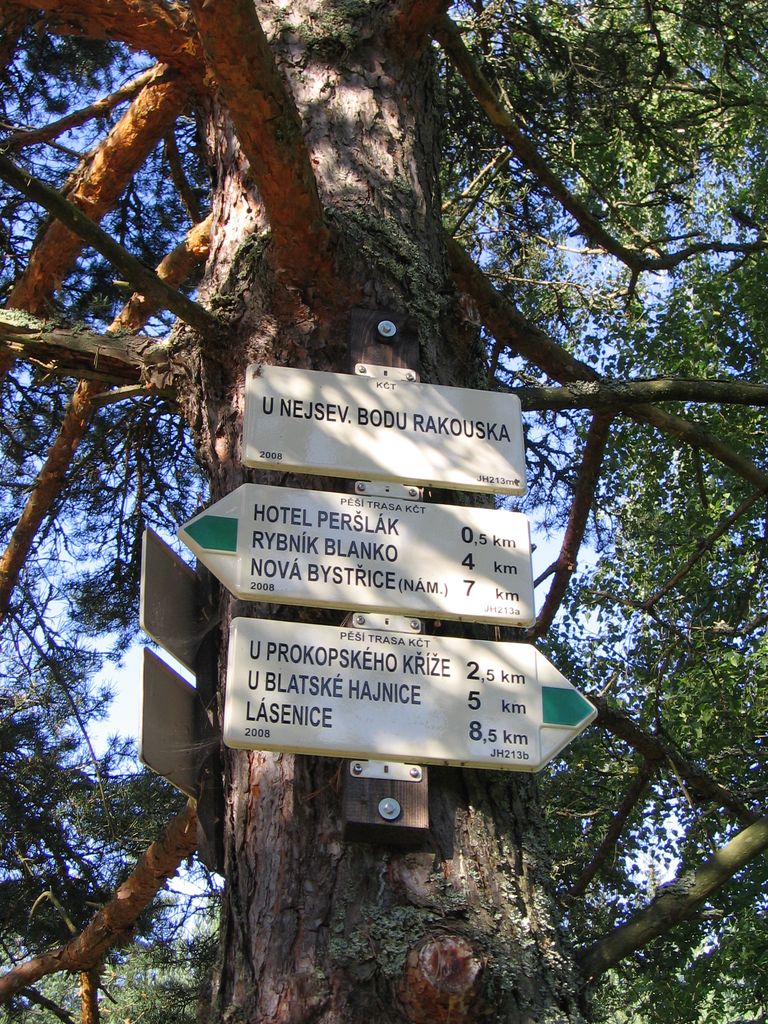 KČT
U NEJSEV. BODU RAKOUSKA
2008 JH213m
PĚŠÍ TRASA KČT
HOTEL PERŠLÁK 0,5 km
RYBNÍK BLANKO 4 km
NOVÁ BYSTŘICE (NÁM.) 7 km
2008 JH213a
PĚŠÍ TRASA KČT
U PROKOPSKÉHO KŘÍŽE 2,5 km
U BLATSKÉ HAJNICE 5 km
LÁSENICE 8,5 km
2008 JH213b